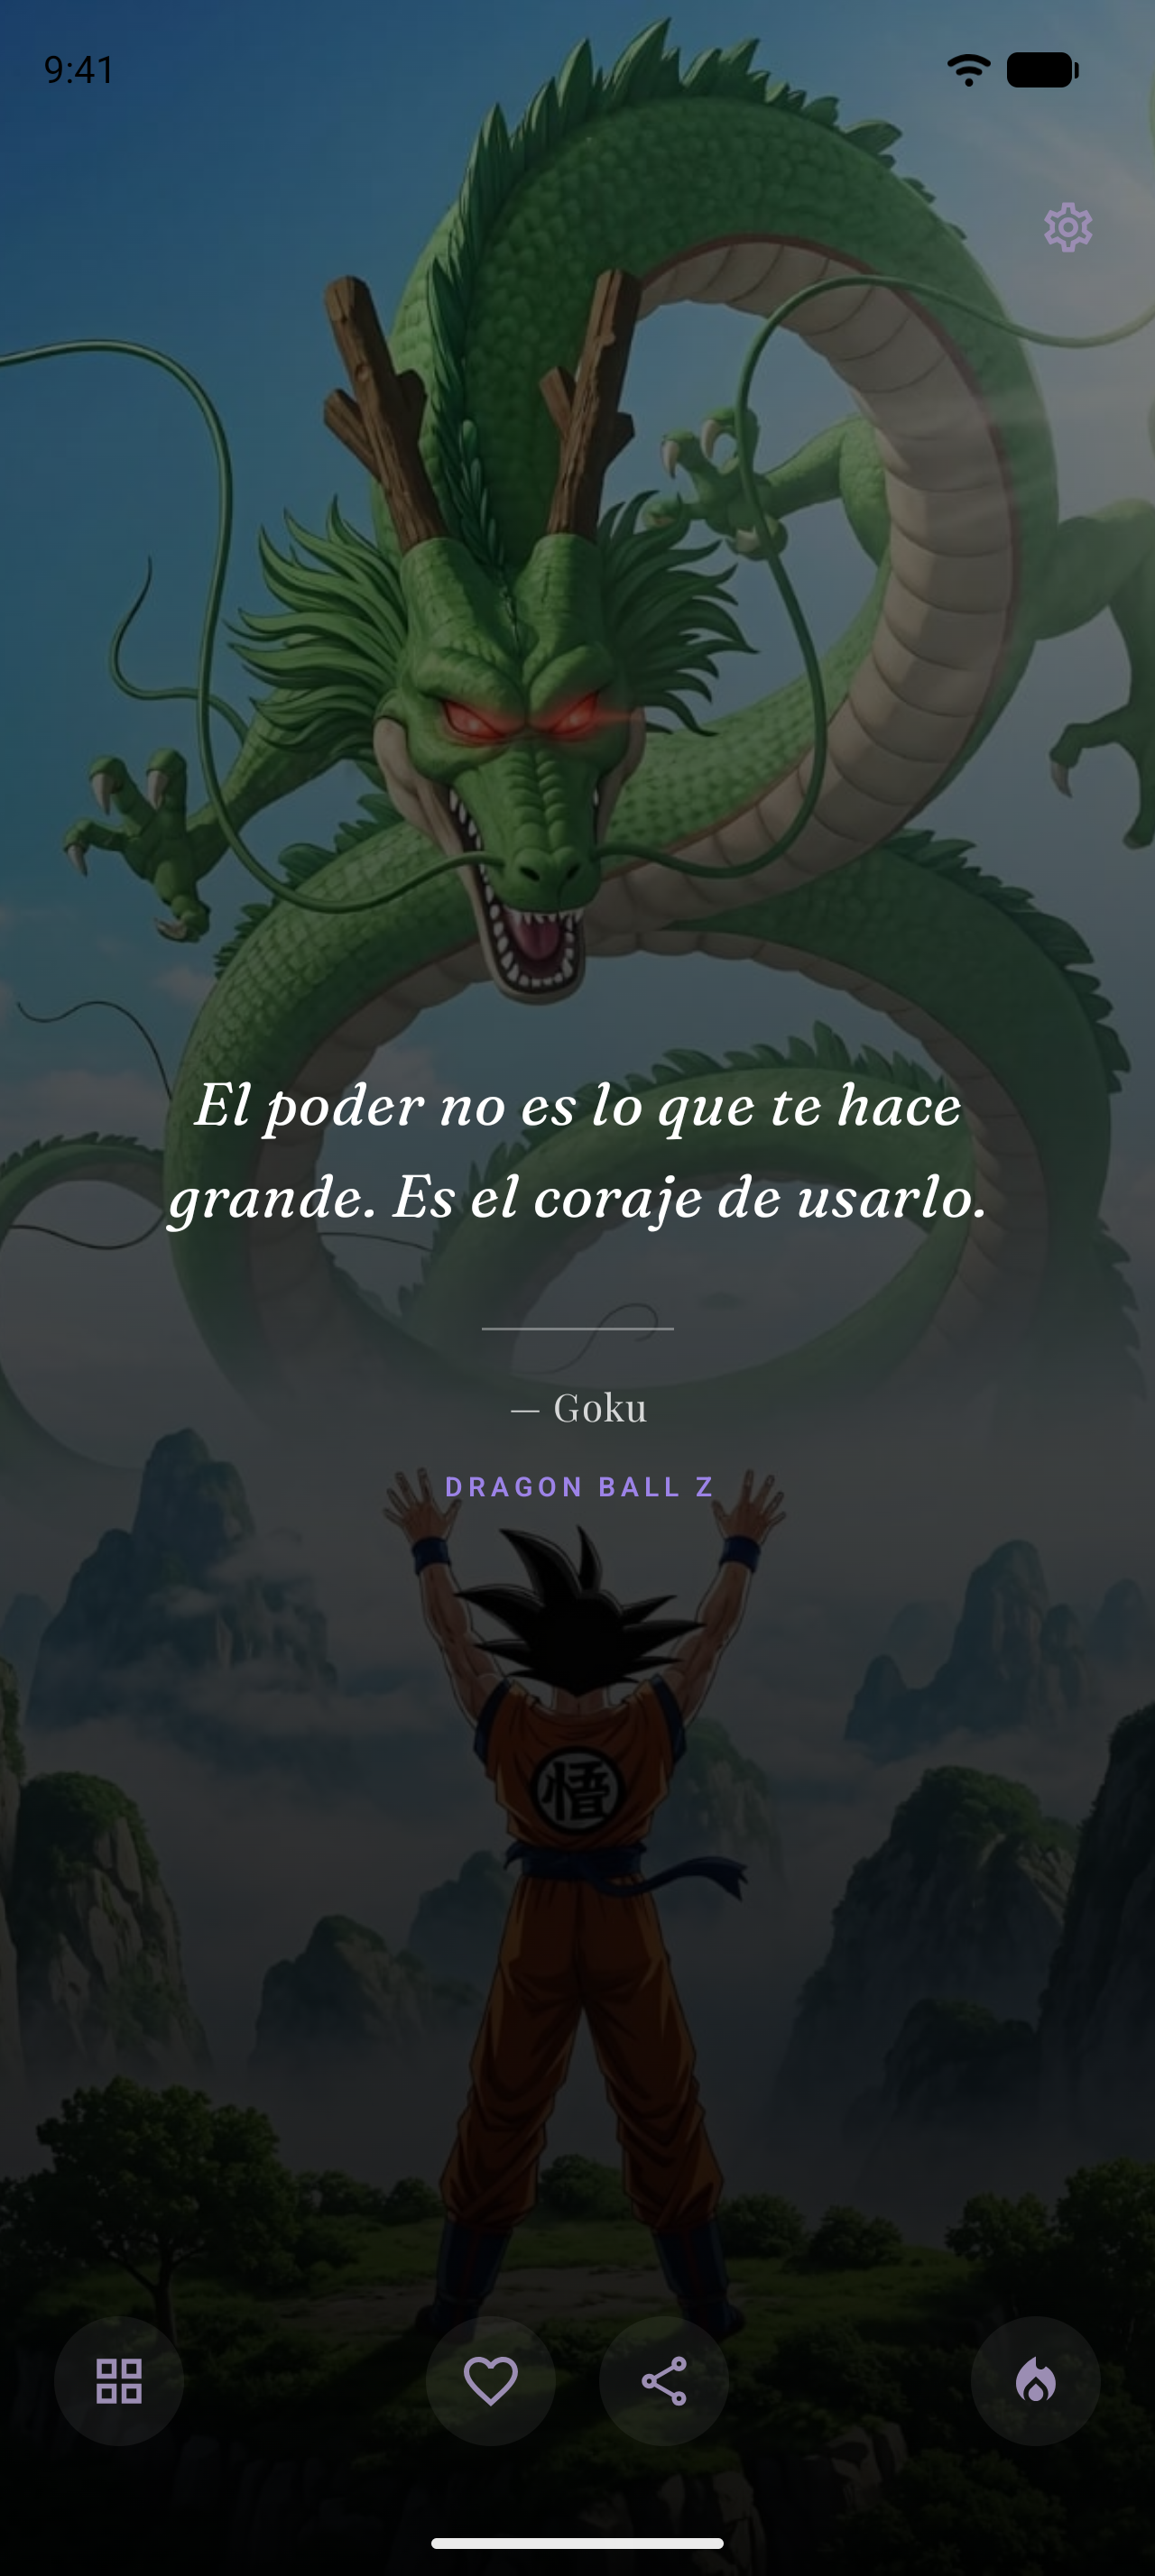 9:41
El poder no es lo que te hace
grande. Es el coraje de usarlo.
— Goku
DRAGON BALL Z
悟